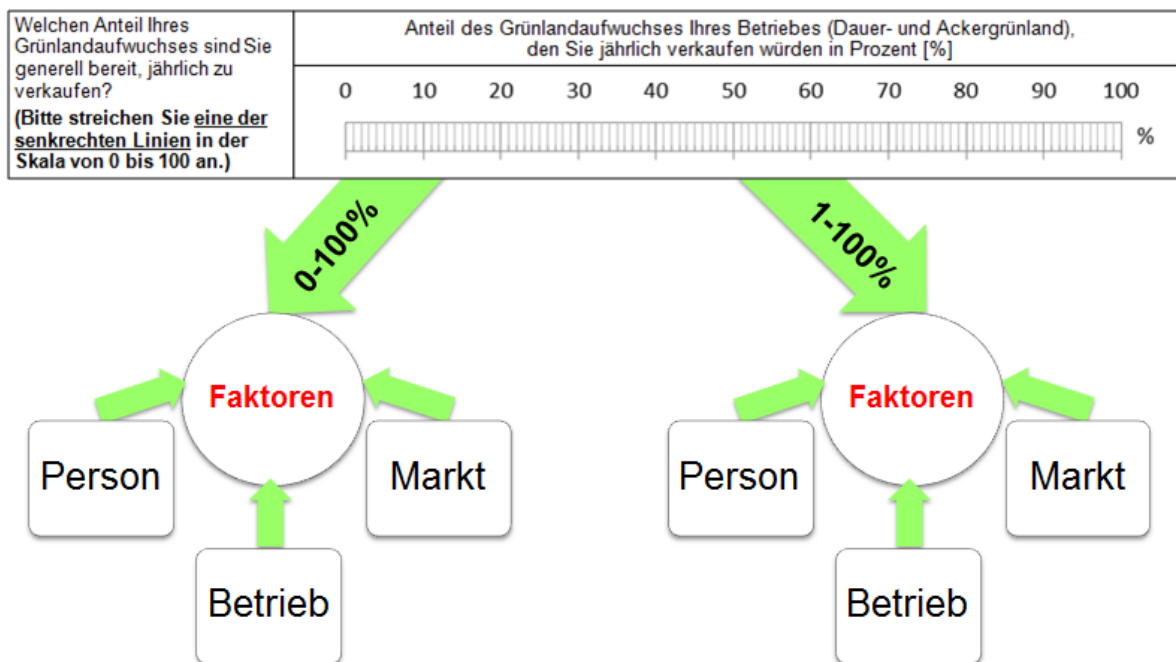 Welchen Anteil Ihres
Grünlandaufwuchses sind Sie
generell bereit, jährlich zu
verkaufen?
(Bitte streichen Sie eine der
senkrechten Linien in der
Skala von 0 bis 100 an.)
Anteil des Grünlandaufwuchses Ihres Betriebes (Dauer- und Ackergrünland),
den Sie jährlich verkaufen würden in Prozent [%]
0 10 20 30 40 50 60 70 80 90 100
%
0-100%
1-100%
Faktoren
Person
Markt
Betrieb
Faktoren
Person
Markt
Betrieb